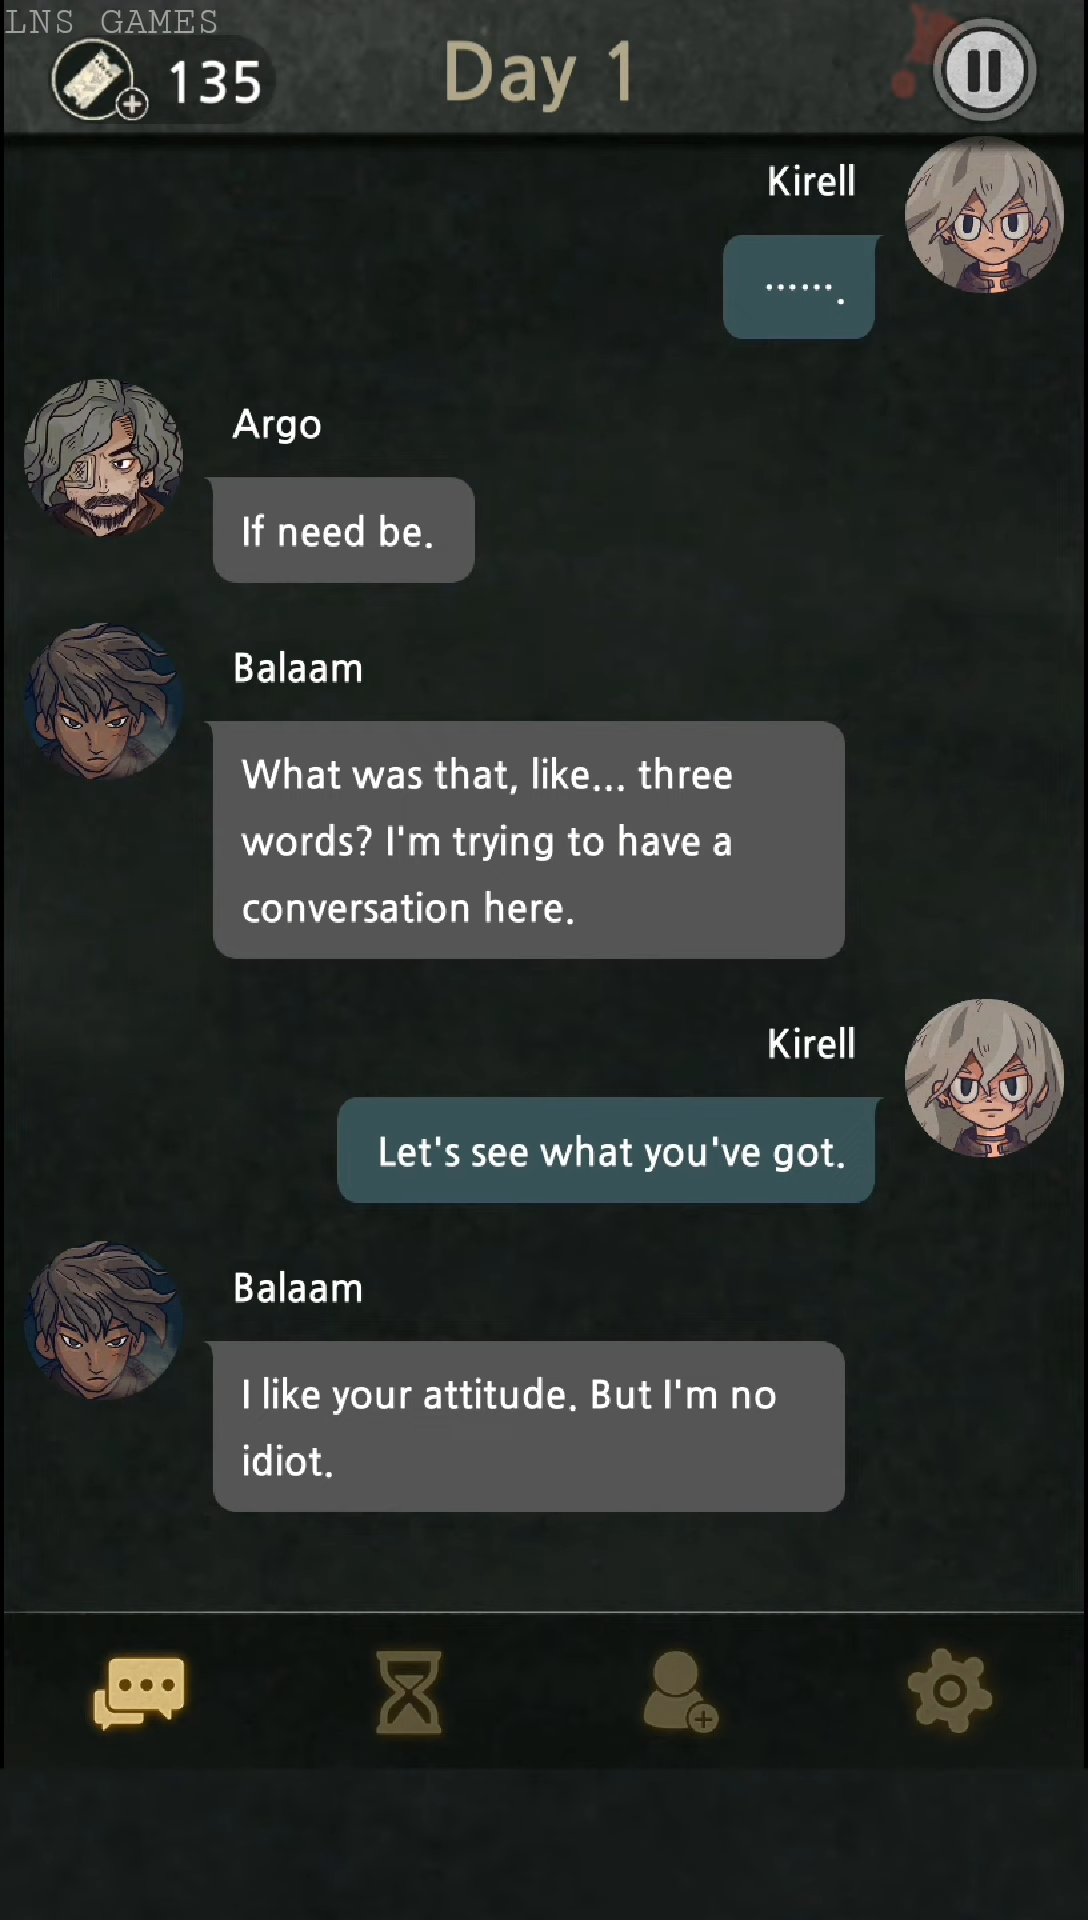 LNS GAMES
135
Day 1
Kirell
.......
Argo
If need be.
Balaam
What was that, like... three
words? I'm trying to have a
conversation here.
Kirell
Let's see what you've got.
Balaam
I like your attitude. But I'm no
idiot.